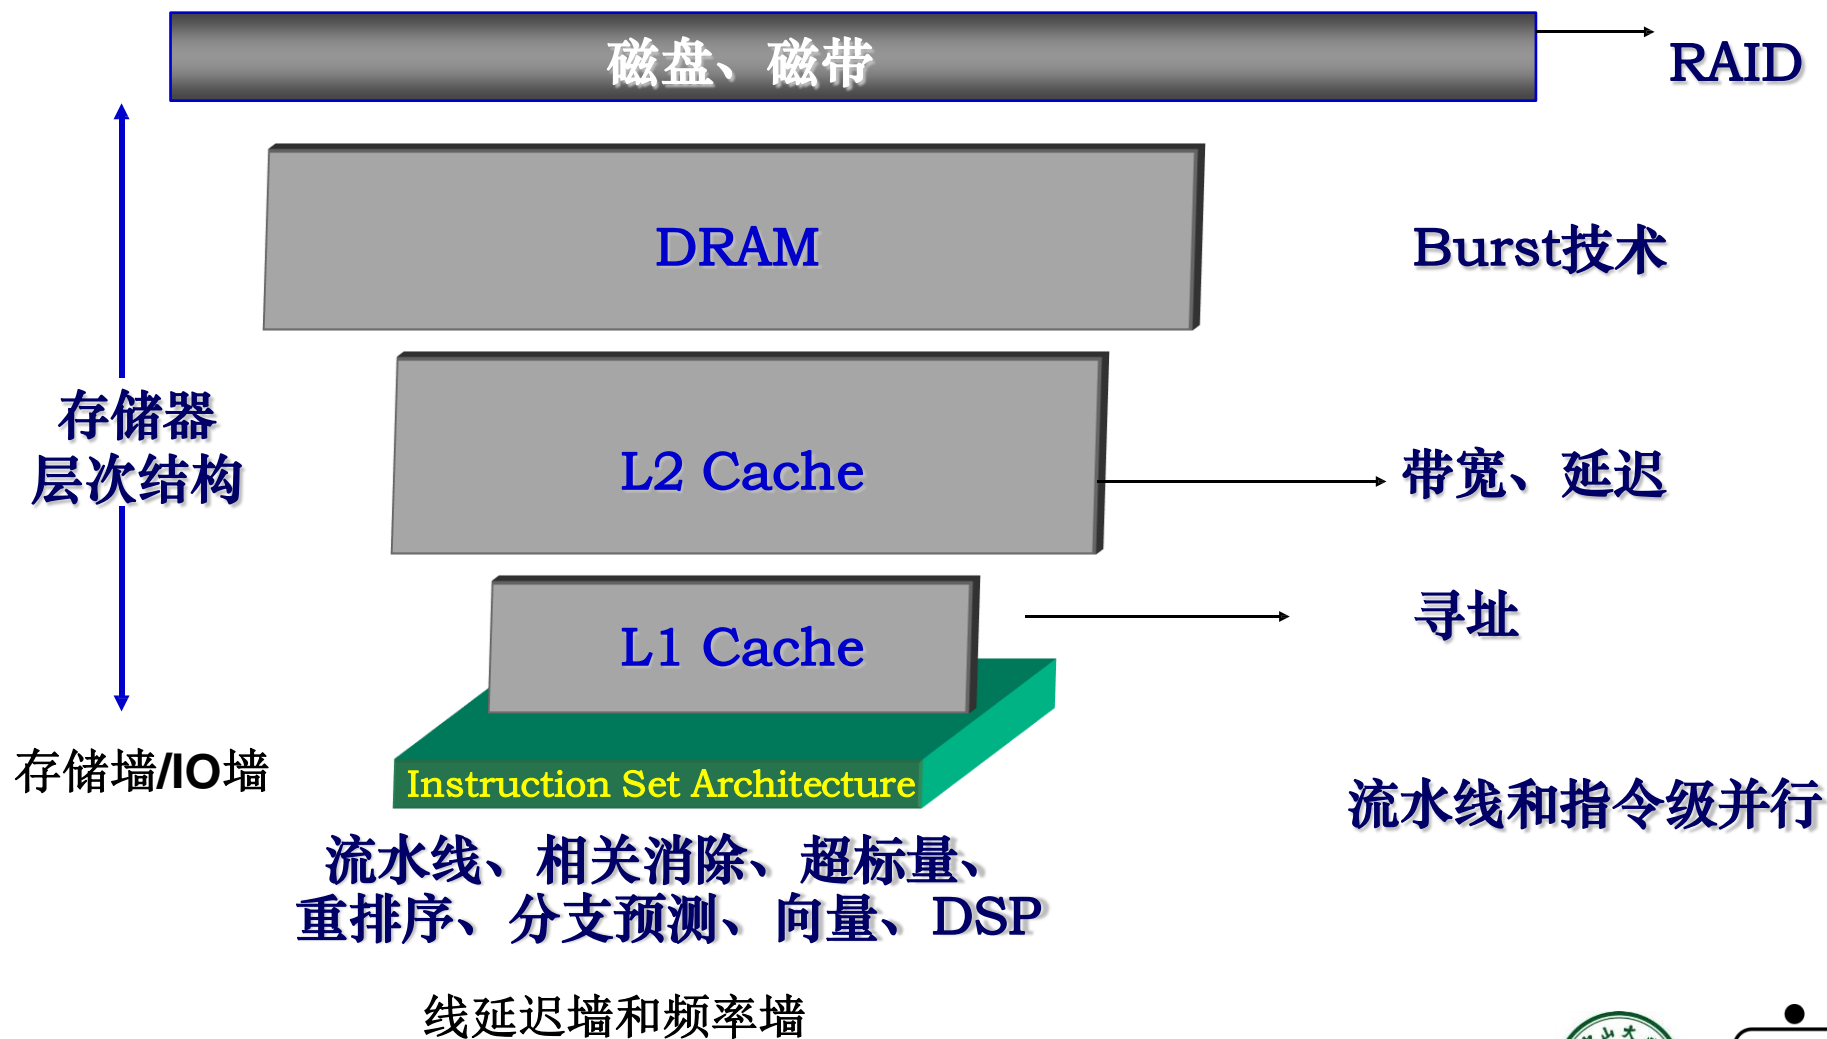 磁盘、磁带
RAID
DRAM
Burst技术
存储器
层次结构
L2 Cache
带宽、延迟
L1 Cache
寻址
存储墙/IO墙
Instruction Set Architecture
流水线和指令级并行
流水线、相关消除、超标量、
重排序、分支预测、向量、DSP
线延迟墙和频率墙